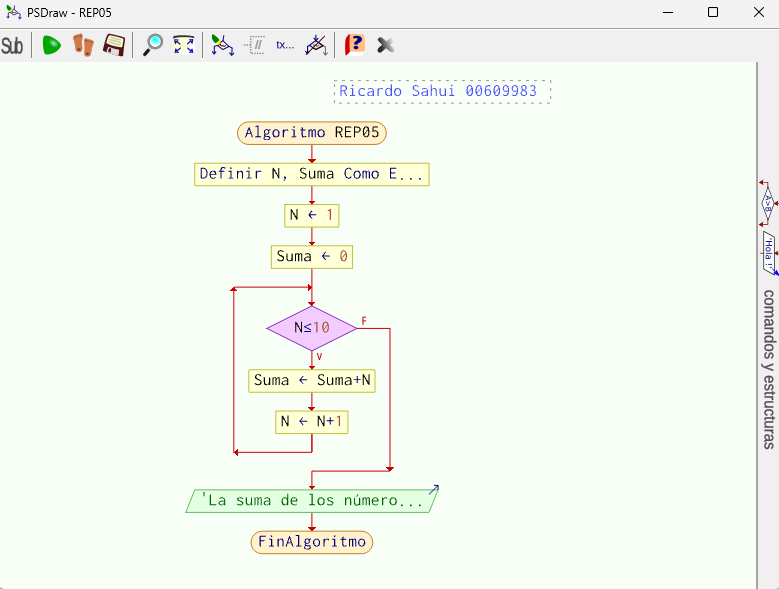 PSDraw - REP05
Sub
tx...
Ricardo Sahui 00609983
Algoritmo REP05
Definir N, Suma Como E...
N ← 1
Suma ← 0
N≤10
F
V
Suma ← Suma+N
N ← N+1
'La suma de los número...
FinAlgoritmo
A>B
"Hola !"
comandos y estructuras